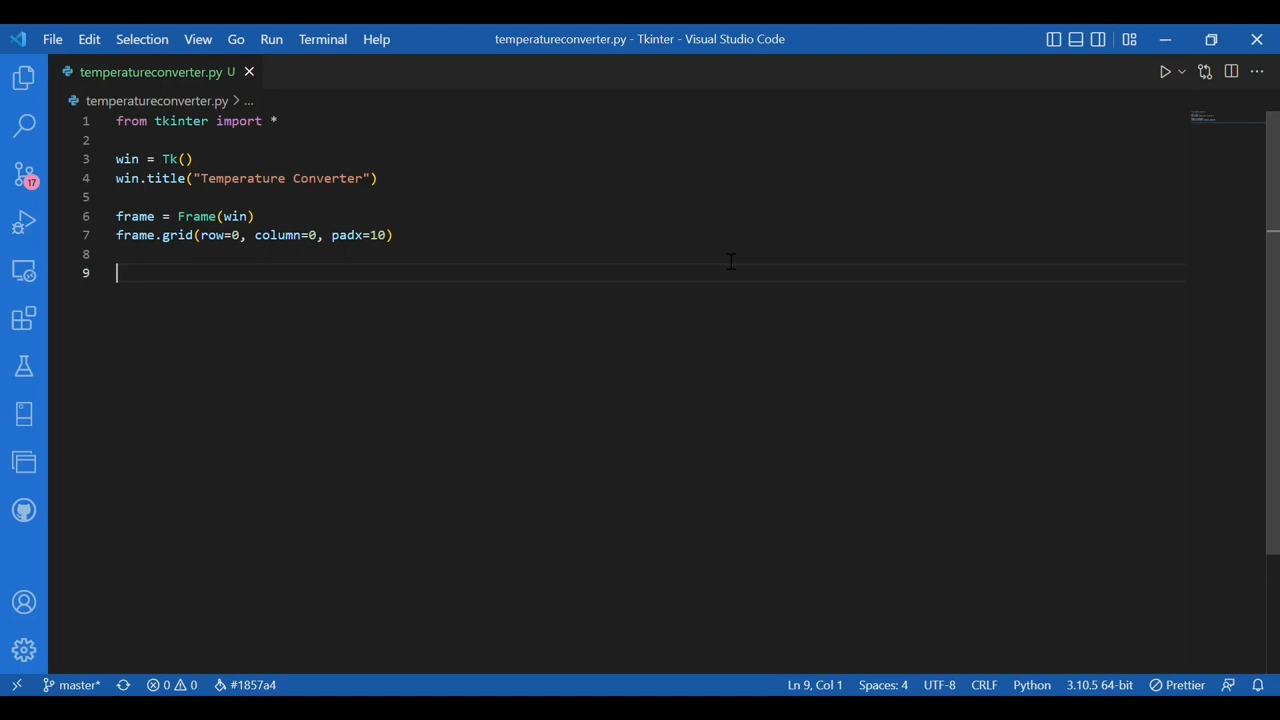 File Edit Selection View Go Run Terminal Help temperatureconverter.py - Tkinter - Visual Studio Code
temperatureconverter.py U
temperatureconverter.py > ...
1 from tkinter import *
2
3 win = Tk()
4 win.title("Temperature Converter")
5
6 frame = Frame(win)
7 frame.grid(row=0, column=0, padx=10)
8
9
17
master* 0 0 #1857a4 Ln 9, Col 1 Spaces: 4 UTF-8 CRLF Python 3.10.5 64-bit Prettier